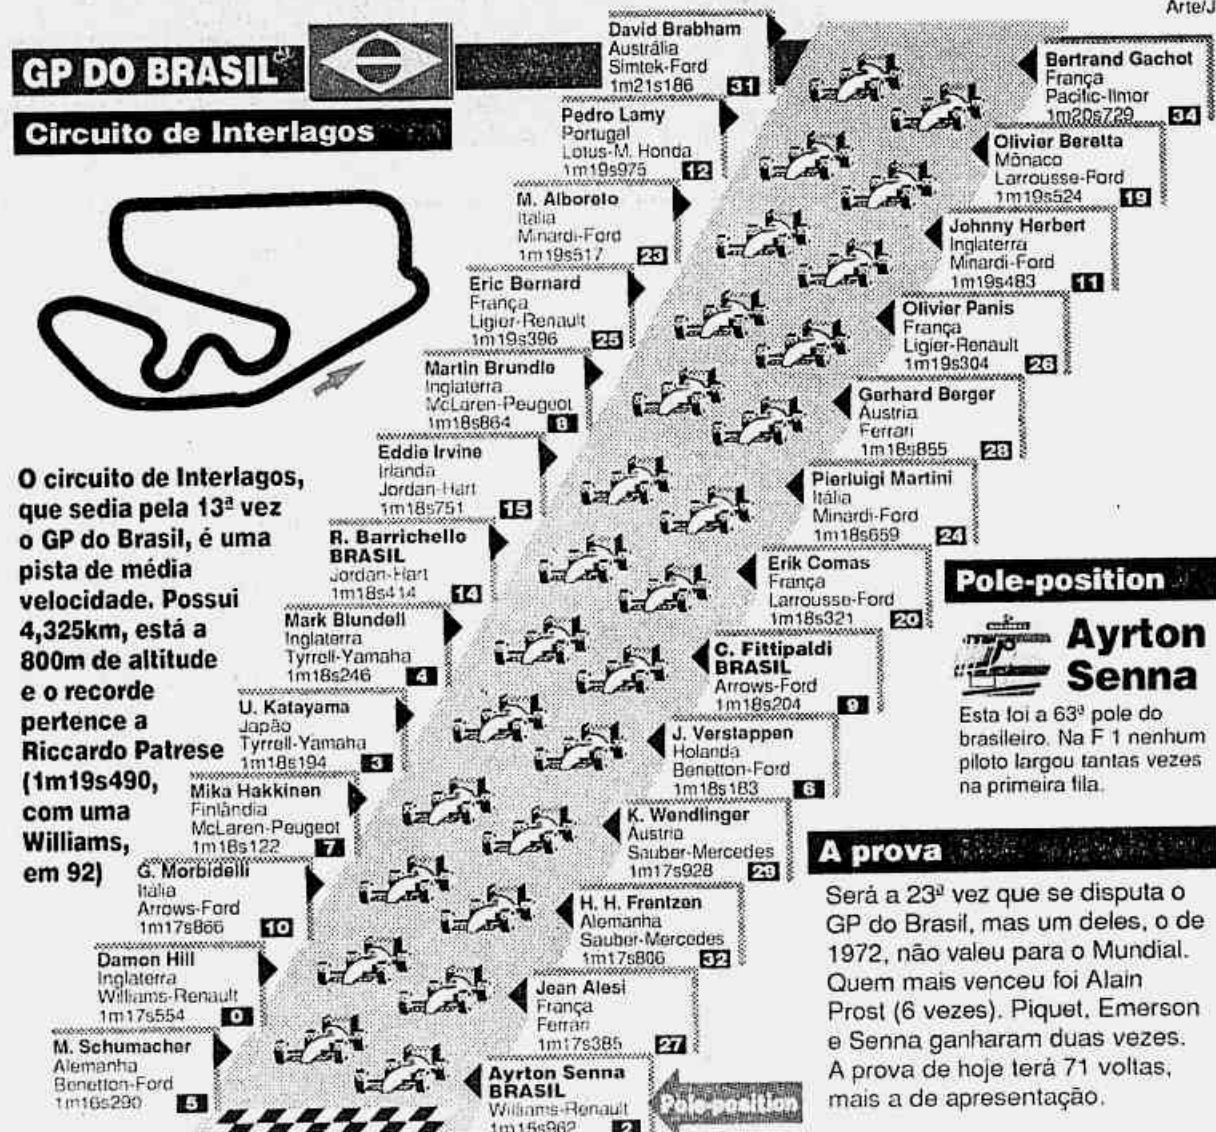 Arte/J
GP DO BRASIL
Circuito de Interlagos
David Brabham
Austrália
Simtek-Ford
1m21s186 31
Bertrand Gachot
França
Pacific-Ilmor
1m20s729 34
Pedro Lamy
Portugal
Lotus-M. Honda
1m19s975 12
Olivier Beretta
Mônaco
Larrousse-Ford
1m19s524 19
M. Alboreto
Itália
Minardi-Ford
1m19s517 23
Johnny Herbert
Inglaterra
Minardi-Ford
1m19s483 11
Eric Bernard
França
Ligier-Renault
1m19s396 25
Olivier Panis
França
Ligier-Renault
1m19s304 26
Martin Brundle
Inglaterra
McLaren-Peugeot
1m18s864 8
Gerhard Berger
Áustria
Ferrari
1m18s855 28
Eddie Irvine
Irlanda
Jordan-Hart
1m18s751 15
Pierluigi Martini
Itália
Minardi-Ford
1m18s659 24
R. Barrichello
BRASIL
Jordan-Hart
1m18s414 14
Erik Comas
França
Larrousse-Ford
1m18s321 20
Mark Blundell
Inglaterra
Tyrrell-Yamaha
1m18s246 4
C. Fittipaldi
BRASIL
Arrows-Ford
1m18s204 9
U. Katayama
Japão
Tyrrell-Yamaha
1m18s194 3
J. Verstappen
Holanda
Benetton-Ford
1m18s183 6
Mika Hakkinen
Finlândia
McLaren-Peugeot
1m18s122 7
K. Wendlinger
Áustria
Sauber-Mercedes
1m17s928 29
G. Morbidelli
Itália
Arrows-Ford
1m17s866 10
H. H. Frentzen
Alemanha
Sauber-Mercedes
1m17s806 32
Damon Hill
Inglaterra
Williams-Renault
1m17s554 0
Jean Alesi
França
Ferrari
1m17s385 27
M. Schumacher
Alemanha
Benetton-Ford
1m16s290 5
Ayrton Senna
BRASIL
Williams-Renault
1m15s962 2
Pole-position
O circuito de Interlagos,
que sedia pela 13ª vez
o GP do Brasil, é uma
pista de média
velocidade. Possui
4,325km, está a
800m de altitude
e o recorde
pertence a
Riccardo Patrese
(1m19s490,
com uma
Williams,
em 92)
Pole-position
Ayrton
Senna
Esta foi a 63ª pole do
brasileiro. Na F 1 nenhum
piloto largou tantas vezes
na primeira fila.
A prova
Será a 23ª vez que se disputa o
GP do Brasil, mas um deles, o de
1972, não valeu para o Mundial.
Quem mais venceu foi Alain
Prost (6 vezes). Piquet, Emerson
e Senna ganharam duas vezes.
A prova de hoje terá 71 voltas,
mais a de apresentação.